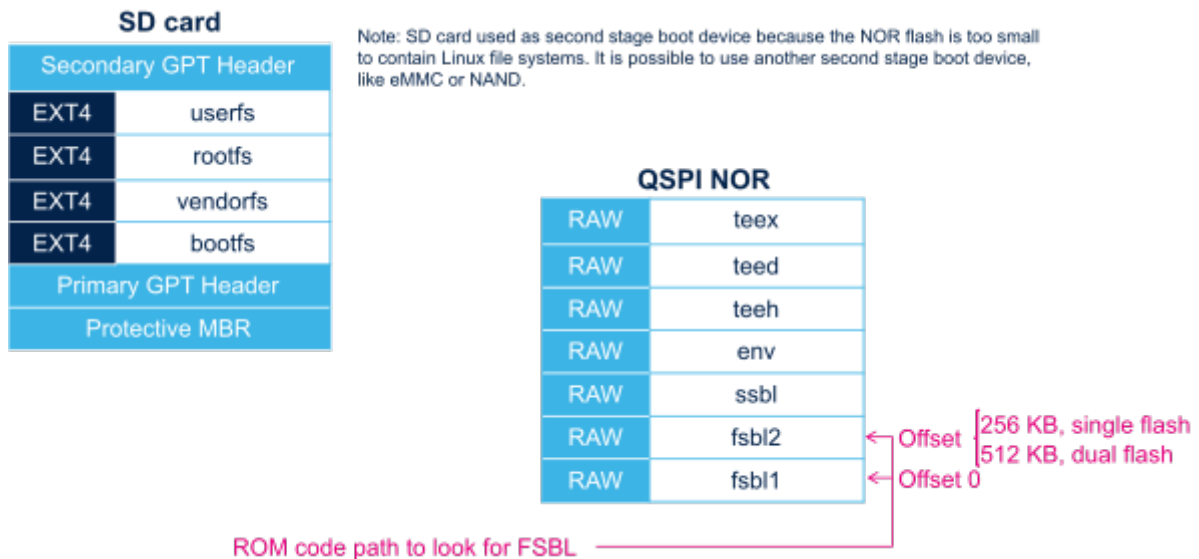 SD card
Secondary GPT Header
EXT4 userfs
EXT4 rootfs
EXT4 vendorfs
EXT4 bootfs
Primary GPT Header
Protective MBR
Note: SD card used as second stage boot device because the NOR flash is too small
to contain Linux file systems. It is possible to use another second stage boot device,
like eMMC or NAND.
QSPI NOR
RAW teex
RAW teed
RAW teeh
RAW env
RAW ssbl
RAW fsbl2
RAW fsbl1
Offset
256 KB, single flash
512 KB, dual flash
Offset 0
ROM code path to look for FSBL